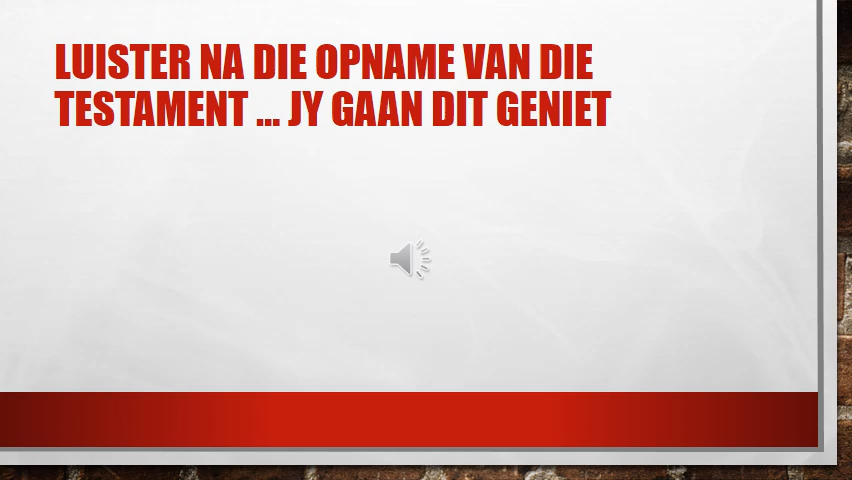 LUISTER NA DIE OPNAME VAN DIE
TESTAMENT ... JY GAAN DIT GENIET